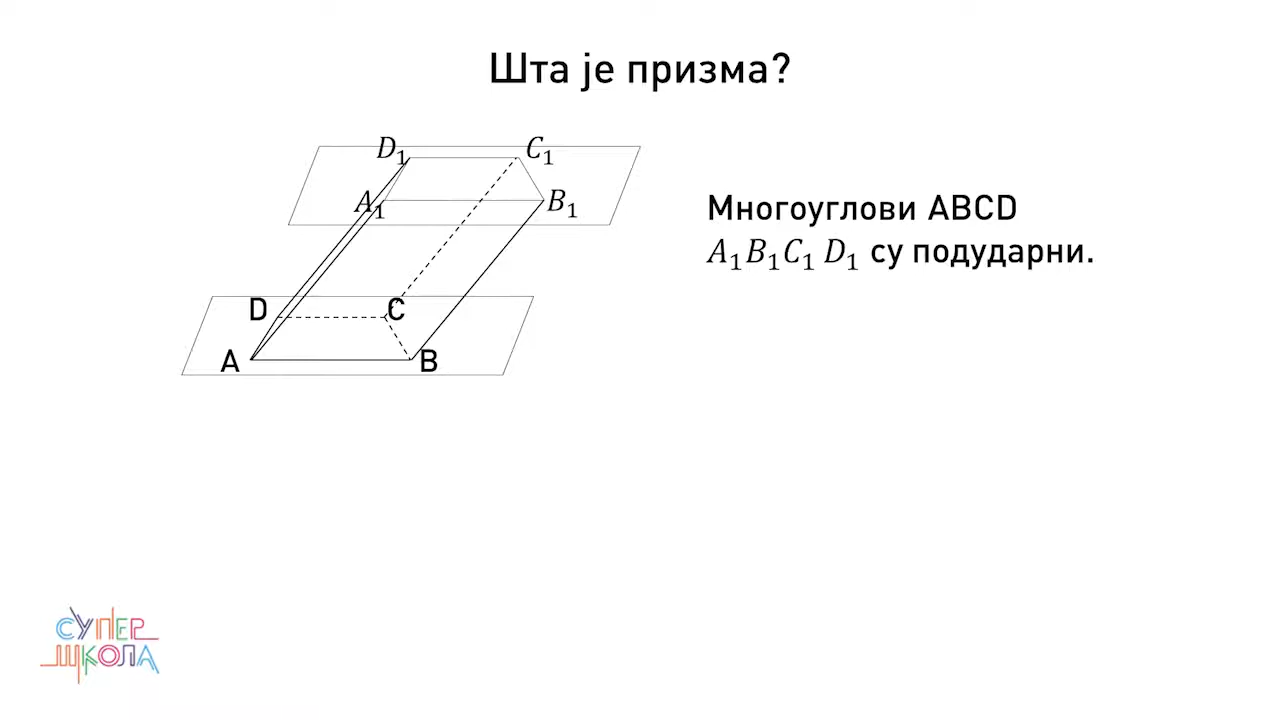 Шта је призма?
D₁ C₁
A₁ B₁
Многоуглови ABCD
A₁B₁C₁ D₁ су подударни.
D C
A B
СУПЕР
ШКОЛА